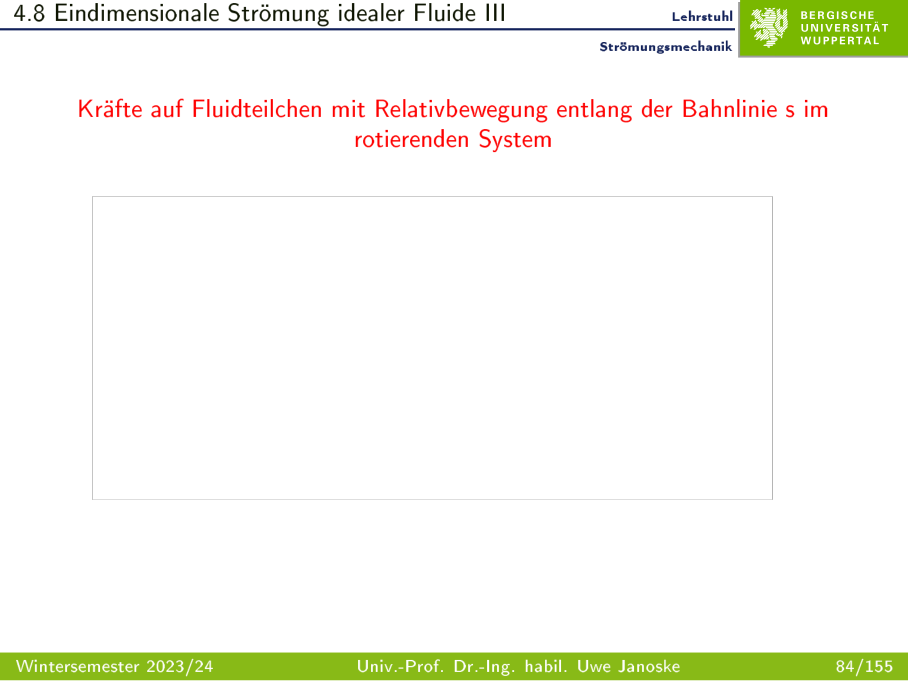 4.8 Eindimensionale Strömung idealer Fluide III
Lehrstuhl
Strömungsmechanik
BERGISCHE
UNIVERSITÄT
WUPPERTAL
Kräfte auf Fluidteilchen mit Relativbewegung entlang der Bahnlinie s im
rotierenden System
Wintersemester 2023/24 Univ.-Prof. Dr.-Ing. habil. Uwe Janoske 84/155